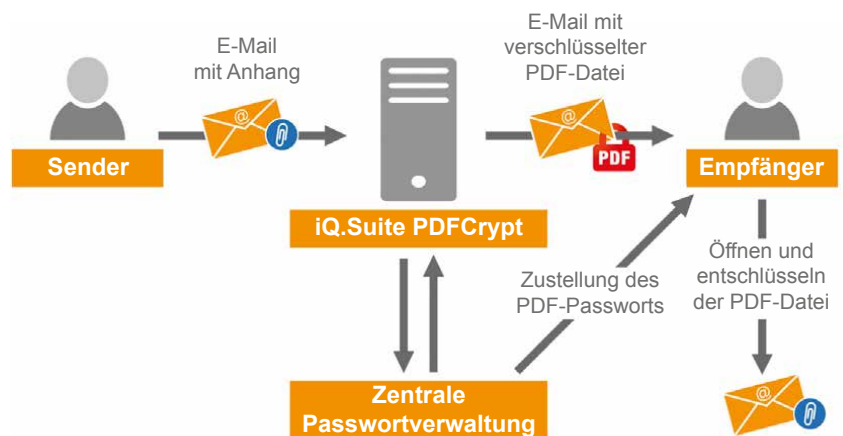 E-Mail
mit Anhang
E-Mail mit
verschlüsselter
PDF-Datei
@
@
PDF
Sender
Empfänger
iQ.Suite PDFCrypt
Zustellung des
PDF-Passworts
Öffnen und
entschlüsseln
der PDF-Datei
Zentrale
Passwortverwaltung
@